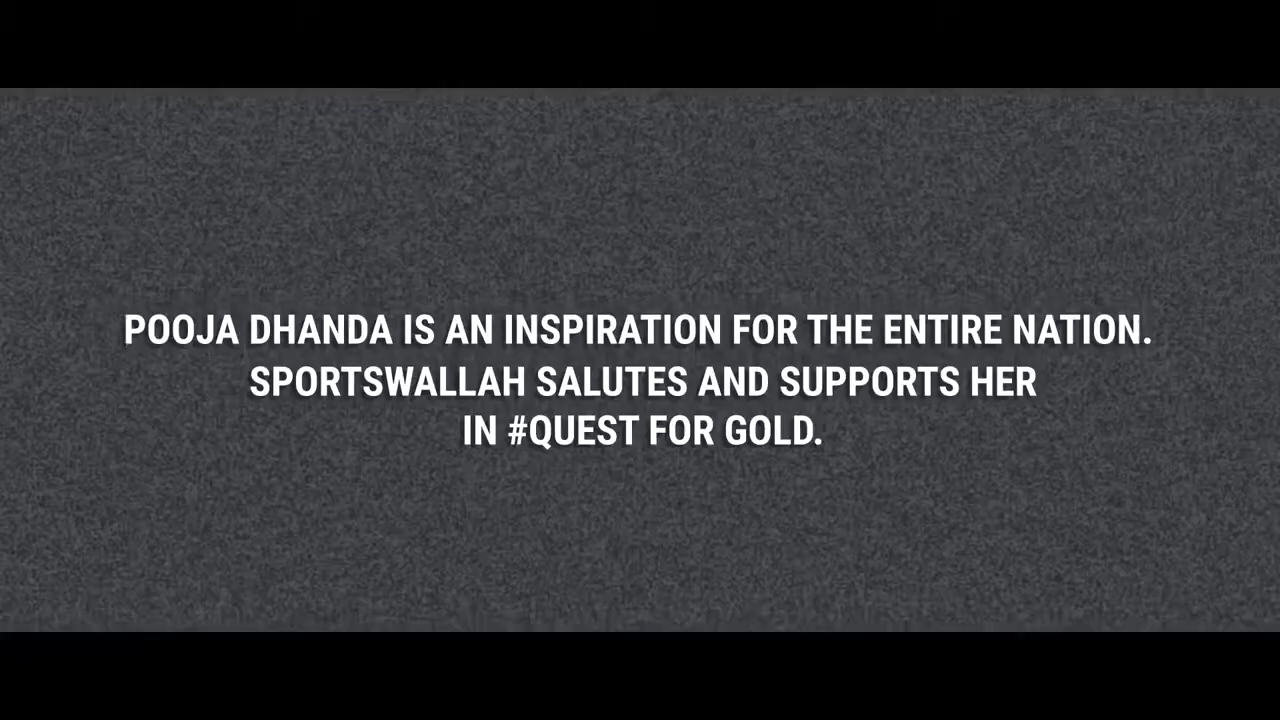 POOJA DHANDA IS AN INSPIRATION FOR THE ENTIRE NATION.
SPORTSWALLAH SALUTES AND SUPPORTS HER
IN #QUEST FOR GOLD.